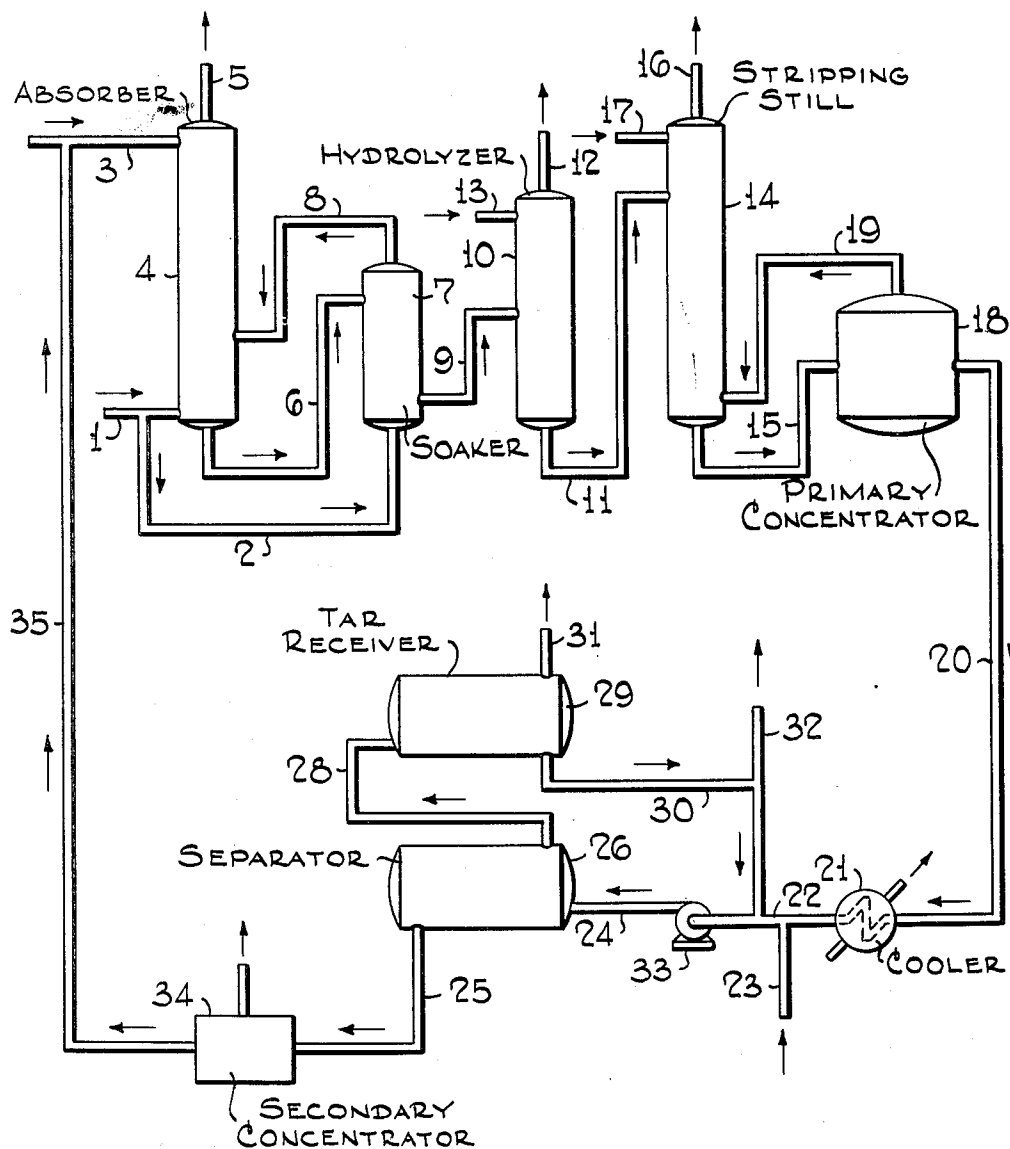 5
16
STRIPPING
STILL
ABSORBER
17
3
HYDROLYZER
12
13
8
14
19
10
4
7
18
9
6
1
15
SOAKER
11
PRIMARY
CONCENTRATOR
2
TAR
RECEIVER
31
35
20
29
32
28
30
SEPARATOR
26
21
22
24
COOLER
33
23
25
34
SECONDARY
CONCENTRATOR